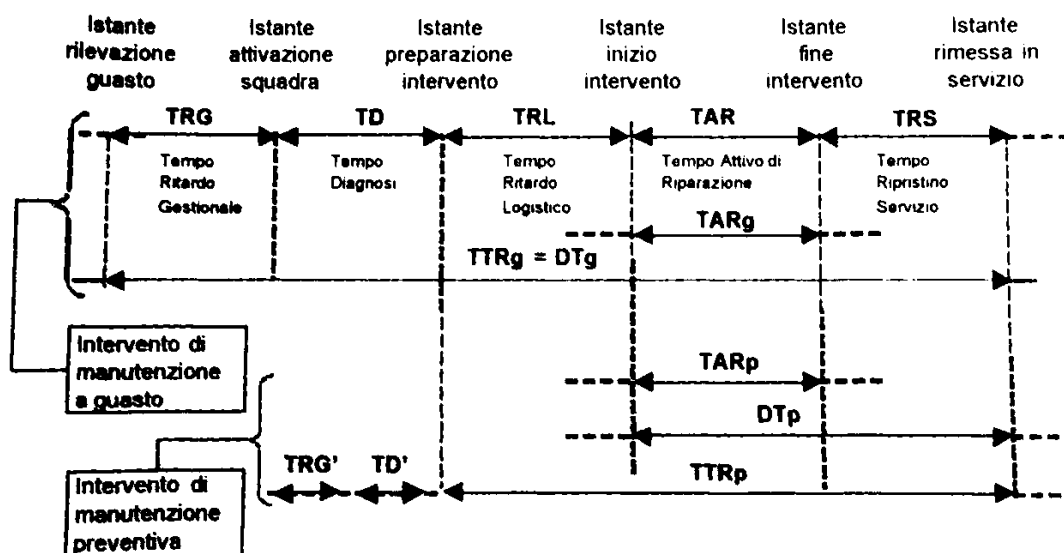 Istante rilevazione guasto
Istante attivazione squadra
Istante preparazione intervento
Istante inizio intervento
Istante fine intervento
Istante rimessa in servizio
TRG
TD
TRL
TAR
TRS
Tempo Ritardo Gestionale
Tempo Diagnosi
Tempo Ritardo Logistico
Tempo Attivo di Riparazione
Tempo Ripristino Servizio
TARg
TTRg = DTg
Intervento di
manutenzione
a guasto
TARp
DTp
TRG'
TD'
TTRp
Intervento di
manutenzione
preventiva